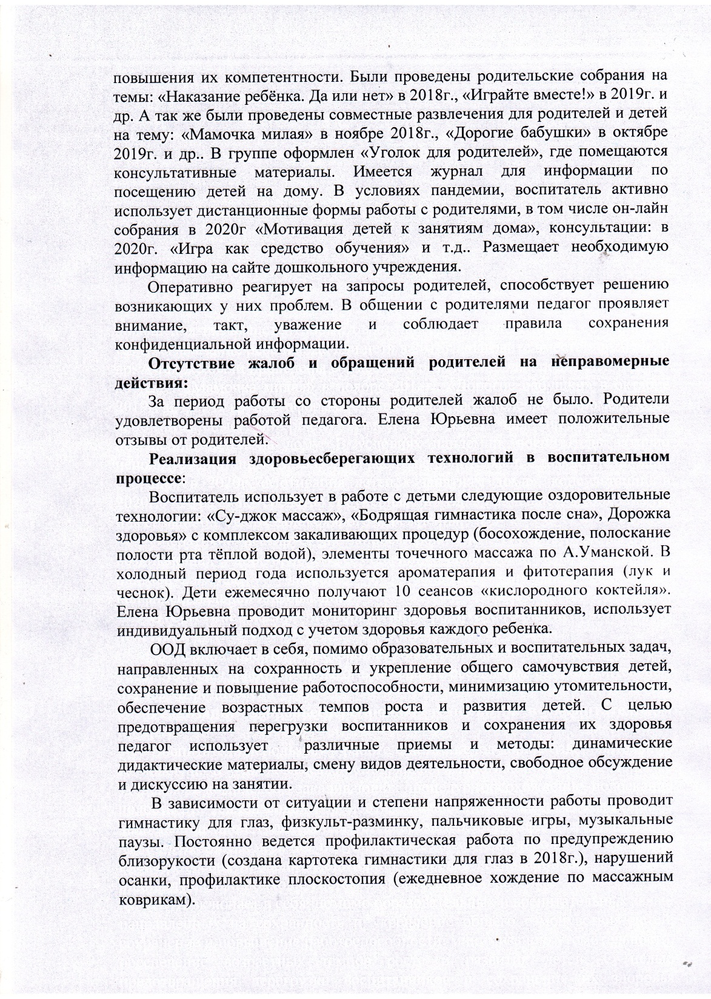 повышения их компетентности. Были проведены родительские собрания на
темы: «Наказание ребёнка. Да или нет» в 2018г., «Играйте вместе!» в 2019г. и
др. А так же были проведены совместные развлечения для родителей и детей
на тему: «Мамочка милая» в ноябре 2018г., «Дорогие бабушки» в октябре
2019г. и др.. В группе оформлен «Уголок для родителей», где помещаются
консультативные материалы. Имеется журнал для информации по
посещению детей на дому. В условиях пандемии, воспитатель активно
использует дистанционные формы работы с родителями, в том числе он-лайн
собрания в 2020г «Мотивация детей к занятиям дома», консультации: в
2020г. «Игра как средство обучения» и т.д.. Размещает необходимую
информацию на сайте дошкольного учреждения.
Оперативно реагирует на запросы родителей, способствует решению
возникающих у них проблем. В общении с родителями педагог проявляет
внимание, такт, уважение и соблюдает правила сохранения
конфиденциальной информации.
Отсутствие жалоб и обращений родителей на неправомерные
действия:
За период работы со стороны родителей жалоб не было. Родители
удовлетворены работой педагога. Елена Юрьевна имеет положительные
отзывы от родителей.
Реализация здоровьесберегающих технологий в воспитательном
процессе:
Воспитатель использует в работе с детьми следующие оздоровительные
технологии: «Су-джок массаж», «Бодрящая гимнастика после сна», Дорожка
здоровья» с комплексом закаливающих процедур (босохождение, полоскание
полости рта тёплой водой), элементы точечного массажа по А.Уманской. В
холодный период года используется ароматерапия и фитотерапия (лук и
чеснок). Дети ежемесячно получают 10 сеансов «кислородного коктейля».
Елена Юрьевна проводит мониторинг здоровья воспитанников, использует
индивидуальный подход с учетом здоровья каждого ребенка.
ООД включает в себя, помимо образовательных и воспитательных задач,
направленных на сохранность и укрепление общего самочувствия детей,
сохранение и повышение работоспособности, минимизацию утомительности,
обеспечение возрастных темпов роста и развития детей. С целью
предотвращения перегрузки воспитанников и сохранения их здоровья
педагог использует различные приемы и методы: динамические
дидактические материалы, смену видов деятельности, свободное обсуждение
и дискуссию на занятии.
В зависимости от ситуации и степени напряженности работы проводит
гимнастику для глаз, физкульт-разминку, пальчиковые игры, музыкальные
паузы. Постоянно ведется профилактическая работа по предупреждению
близорукости (создана картотека гимнастики для глаз в 2018г.), нарушений
осанки, профилактике плоскостопия (ежедневное хождение по массажным
коврикам).